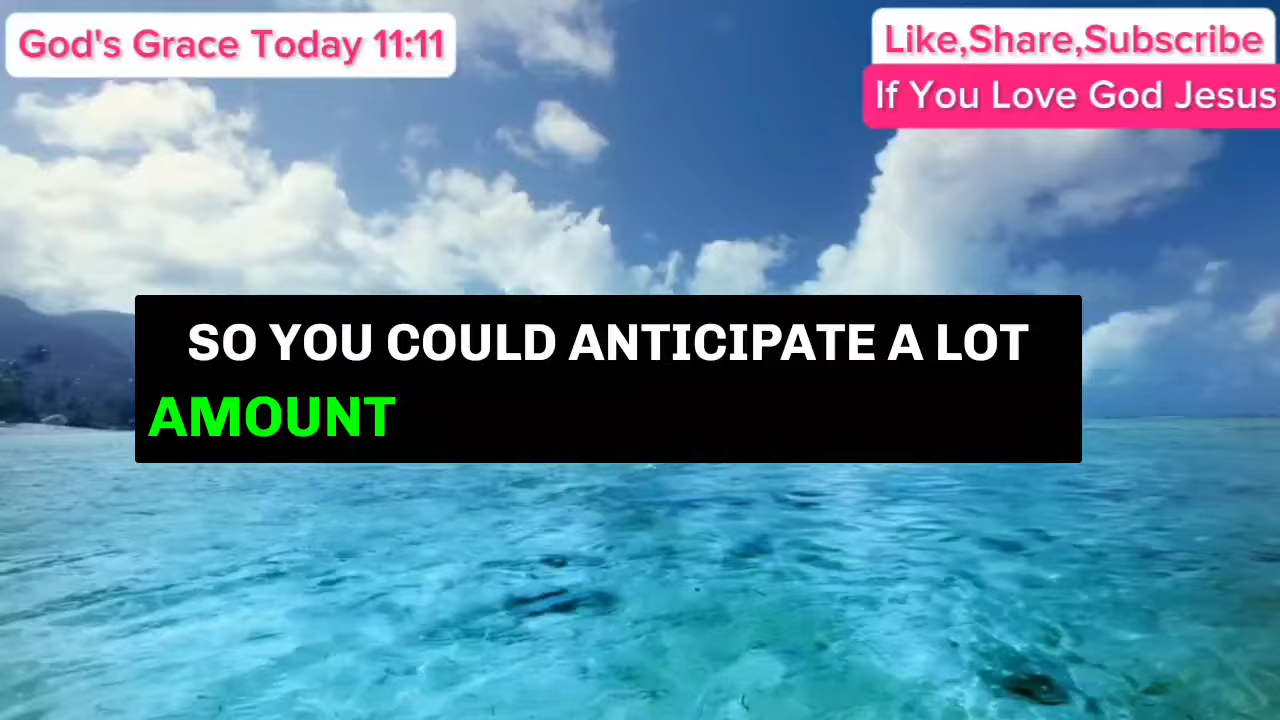 God's Grace Today 11:11
Like,Share,Subscribe
If You Love God Jesus
SO YOU COULD ANTICIPATE A LOT
AMOUNT